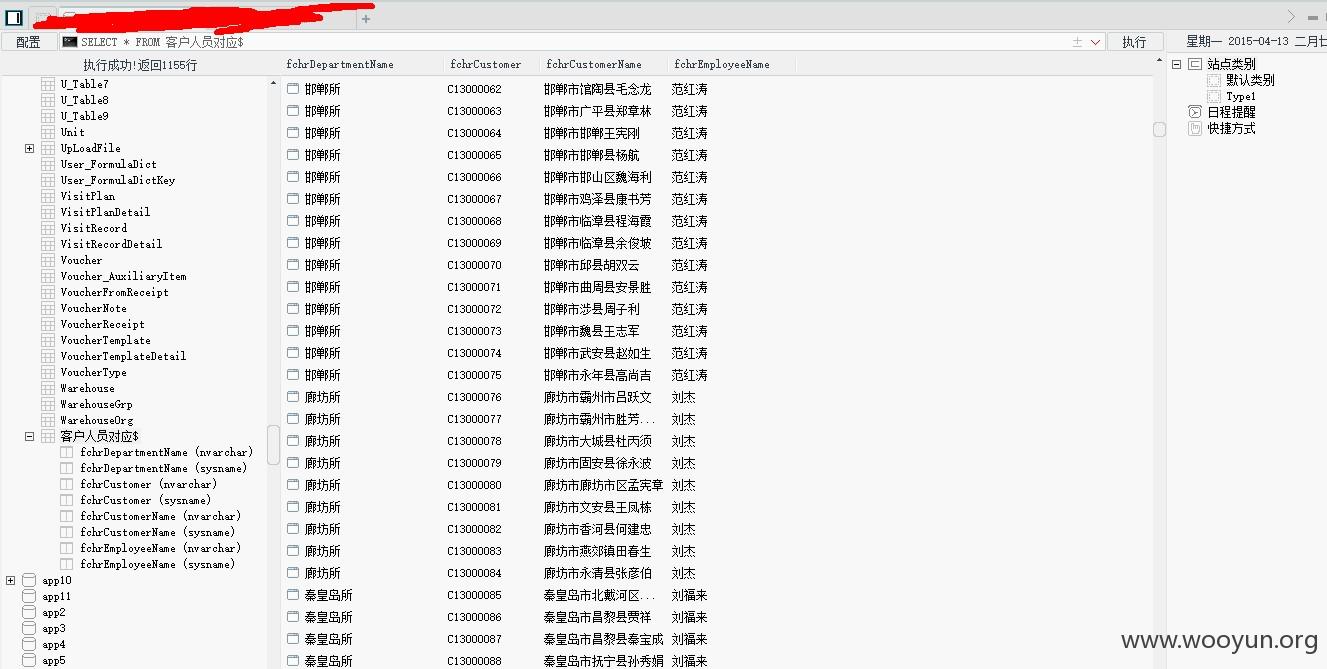 配置
SELECT * FROM 客户人员对应$
执行
星期一 2015-04-13 二月廿
执行成功!返回1155行
U_Table7
U_Table8
U_Table9
Unit
UpLoadFile
User_FormulaDict
User_FormulaDictKey
VisitPlan
VisitPlanDetail
VisitRecord
VisitRecordDetail
Voucher
Voucher_AuxiliaryItem
VoucherFromReceipt
VoucherNote
VoucherReceipt
VoucherTemplate
VoucherTemplateDetail
VoucherType
Warehouse
WarehouseGrp
WarehouseOrg
客户人员对应$
fchrDepartmentName (nvarchar)
fchrDepartmentName (sysname)
fchrCustomer (nvarchar)
fchrCustomer (sysname)
fchrCustomerName (nvarchar)
fchrCustomerName (sysname)
fchrEmployeeName (nvarchar)
fchrEmployeeName (sysname)
app10
app11
app2
app3
app4
app5
fchrDepartmentName fchrCustomer fchrCustomerName fchrEmployeeName
邯郸所 C13000062 邯郸市馆陶县毛念龙 范红涛
邯郸所 C13000063 邯郸市广平县郑章林 范红涛
邯郸所 C13000064 邯郸市邯郸王宪刚 范红涛
邯郸所 C13000065 邯郸市邯郸县杨航 范红涛
邯郸所 C13000066 邯郸市邯山区魏海利 范红涛
邯郸所 C13000067 邯郸市鸡泽县康书芳 范红涛
邯郸所 C13000068 邯郸市临漳县程海霞 范红涛
邯郸所 C13000069 邯郸市临漳县余俊坡 范红涛
邯郸所 C13000070 邯郸市邱县胡双云 范红涛
邯郸所 C13000071 邯郸市曲周县安景胜 范红涛
邯郸所 C13000072 邯郸市涉县周子利 范红涛
邯郸所 C13000073 邯郸市魏县王志军 范红涛
邯郸所 C13000074 邯郸市武安县赵如生 范红涛
邯郸所 C13000075 邯郸市永年县高尚吉 范红涛
廊坊所 C13000076 廊坊市霸州市吕跃文 刘杰
廊坊所 C13000077 廊坊市霸州市胜芳... 刘杰
廊坊所 C13000078 廊坊市大城县杜丙须 刘杰
廊坊所 C13000079 廊坊市固安县徐永波 刘杰
廊坊所 C13000080 廊坊市廊坊市区孟宪章 刘杰
廊坊所 C13000081 廊坊市文安县王凤栋 刘杰
廊坊所 C13000082 廊坊市香河县何建忠 刘杰
廊坊所 C13000083 廊坊市燕郊镇田春生 刘杰
廊坊所 C13000084 廊坊市永清县张彦伯 刘杰
秦皇岛所 C13000085 秦皇岛市北戴河区... 刘福来
秦皇岛所 C13000086 秦皇岛市昌黎县贾祥 刘福来
秦皇岛所 C13000087 秦皇岛市昌黎县秦宝成 刘福来
秦皇岛所 C13000088 秦皇岛市抚宁县孙秀娟 刘福来
站点类别
默认类别
Type1
日程提醒
快捷方式
www.wooyun.org